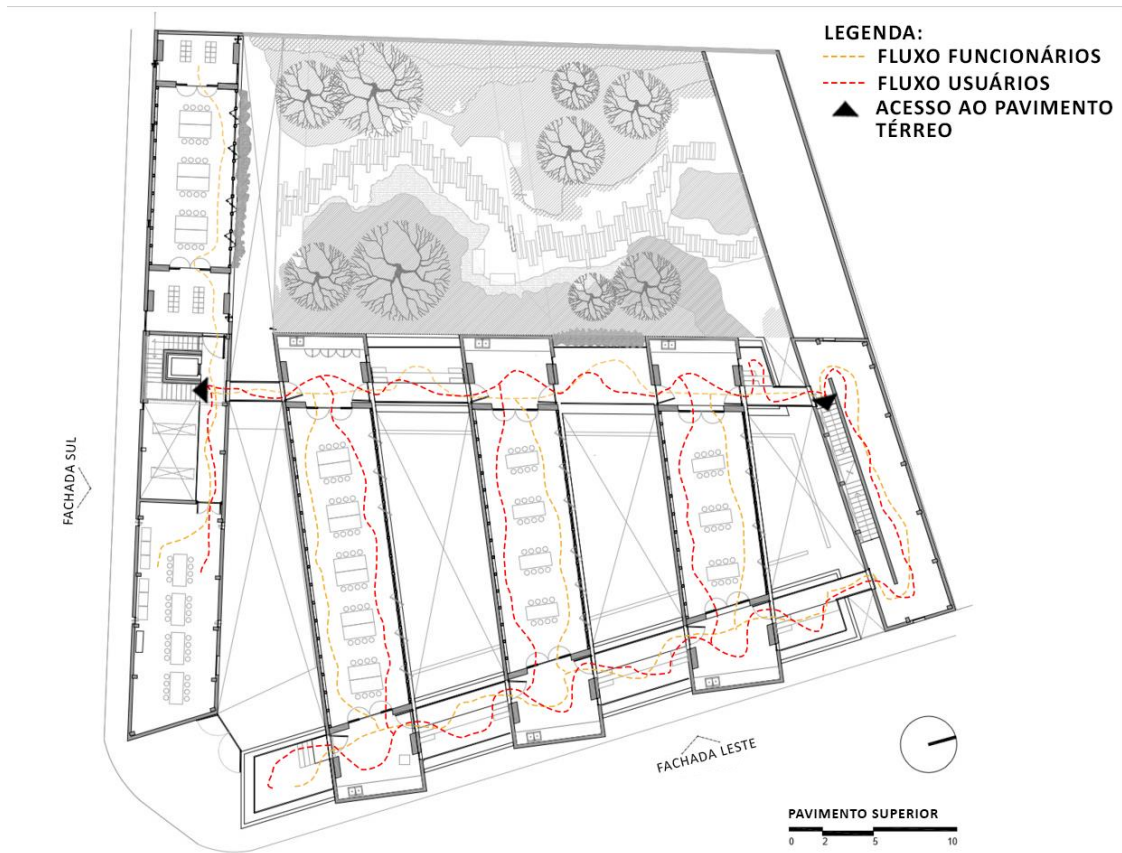 LEGENDA:
FLUXO FUNCIONÁRIOS
FLUXO USUÁRIOS
ACESSO AO PAVIMENTO
TÉRREO
FACHADA SUL
FACHADA LESTE
PAVIMENTO SUPERIOR
0 2 5 10